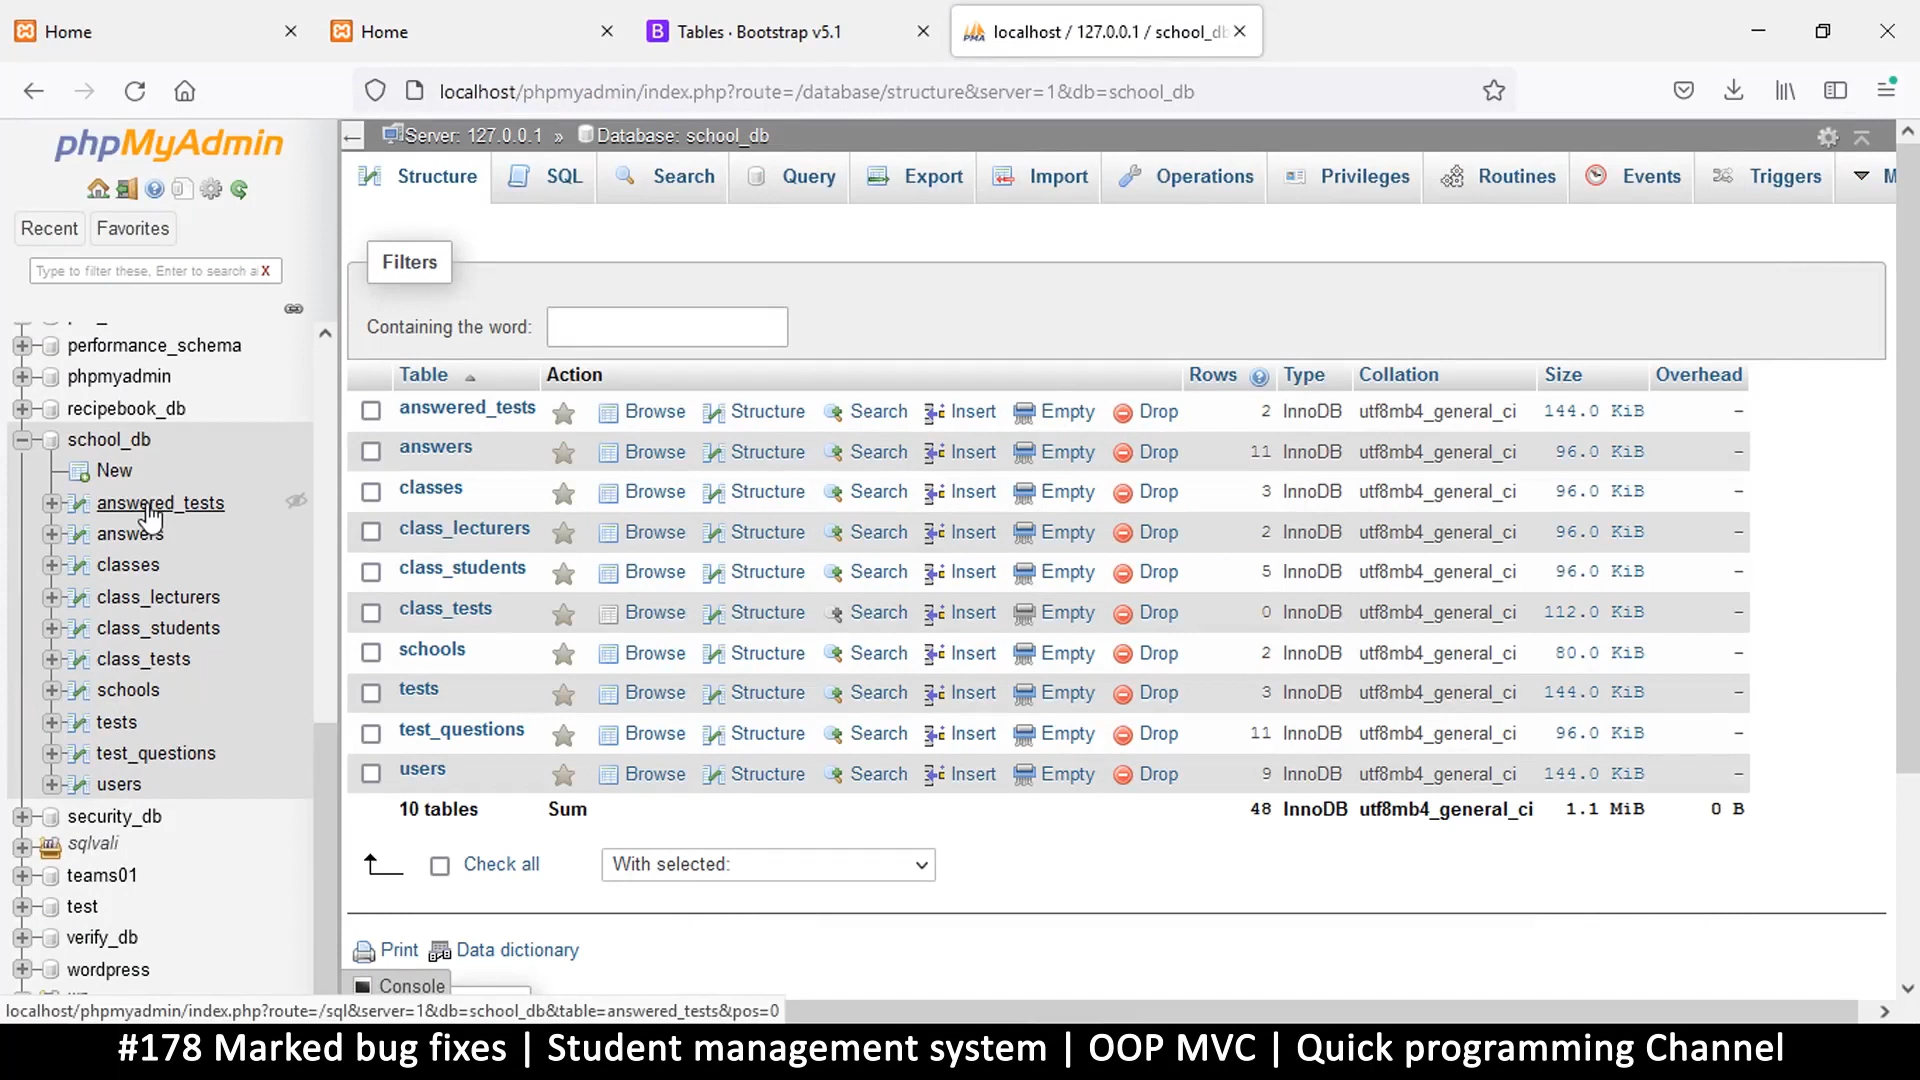 Home
Home
Tables · Bootstrap v5.1
localhost / 127.0.0.1 / school_db
localhost/phpmyadmin/index.php?route=/database/structure&server=1&db=school_db
phpMyAdmin
Recent
Favorites
Type to filter these, Enter to search a
X
performance_schema
phpmyadmin
recipebook_db
school_db
New
answered_tests
answers
classes
class_lecturers
class_students
class_tests
schools
tests
test_questions
users
security_db
sqlvali
teams01
test
verify_db
wordpress
Server: 127.0.0.1 » Database: school_db
Structure SQL Search Query Export Import Operations Privileges Routines Events Triggers M
Filters
Containing the word:
Table Action Rows Type Collation Size Overhead
answered_tests Browse Structure Search Insert Empty Drop 2 InnoDB utf8mb4_general_ci 144.0 KiB -
answers Browse Structure Search Insert Empty Drop 11 InnoDB utf8mb4_general_ci 96.0 KiB -
classes Browse Structure Search Insert Empty Drop 3 InnoDB utf8mb4_general_ci 96.0 KiB -
class_lecturers Browse Structure Search Insert Empty Drop 2 InnoDB utf8mb4_general_ci 96.0 KiB -
class_students Browse Structure Search Insert Empty Drop 5 InnoDB utf8mb4_general_ci 96.0 KiB -
class_tests Browse Structure Search Insert Empty Drop 0 InnoDB utf8mb4_general_ci 112.0 KiB -
schools Browse Structure Search Insert Empty Drop 2 InnoDB utf8mb4_general_ci 80.0 KiB -
tests Browse Structure Search Insert Empty Drop 3 InnoDB utf8mb4_general_ci 144.0 KiB -
test_questions Browse Structure Search Insert Empty Drop 11 InnoDB utf8mb4_general_ci 96.0 KiB -
users Browse Structure Search Insert Empty Drop 9 InnoDB utf8mb4_general_ci 144.0 KiB -
10 tables Sum 48 InnoDB utf8mb4_general_ci 1.1 MiB 0 B
Check all With selected:
Print Data dictionary
Console
localhost/phpmyadmin/index.php?route=/sql&server=1&db=school_db&table=answered_tests&pos=0
#178 Marked bug fixes | Student management system | OOP MVC | Quick programming Channel